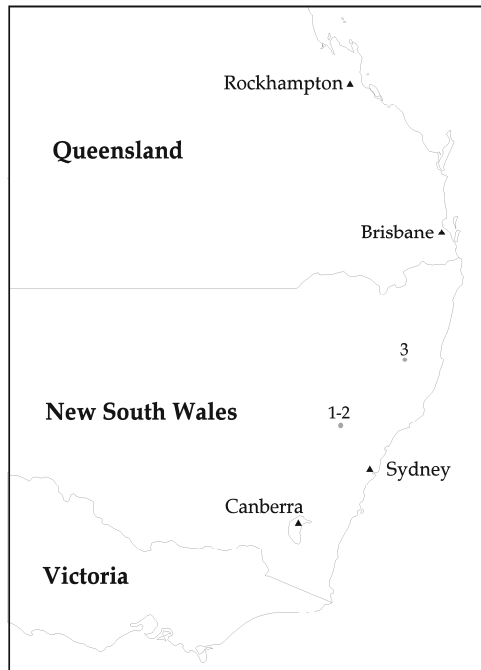 Rockhampton
Queensland
Brisbane
3
New South Wales
1-2
Sydney
Canberra
Victoria